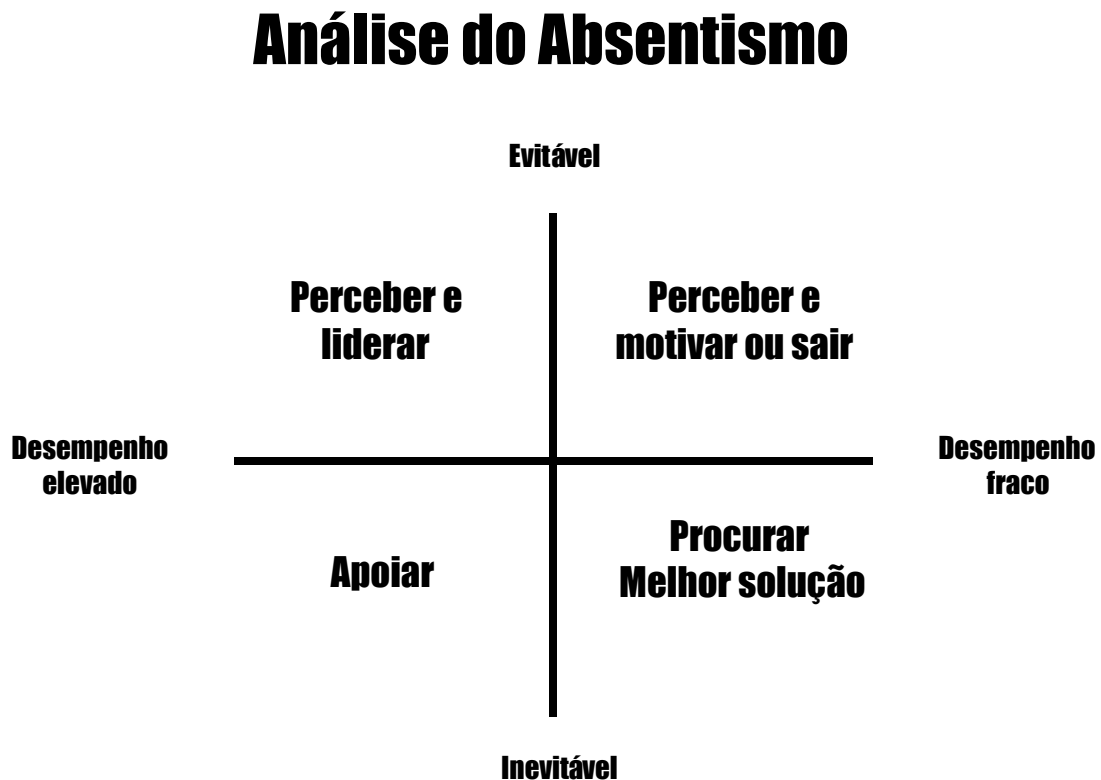 Análise do Absentismo
Evitável
Perceber e
liderar
Perceber e
motivar ou sair
Desempenho
elevado
Desempenho
fraco
Apoiar
Procurar
Melhor solução
Inevitável